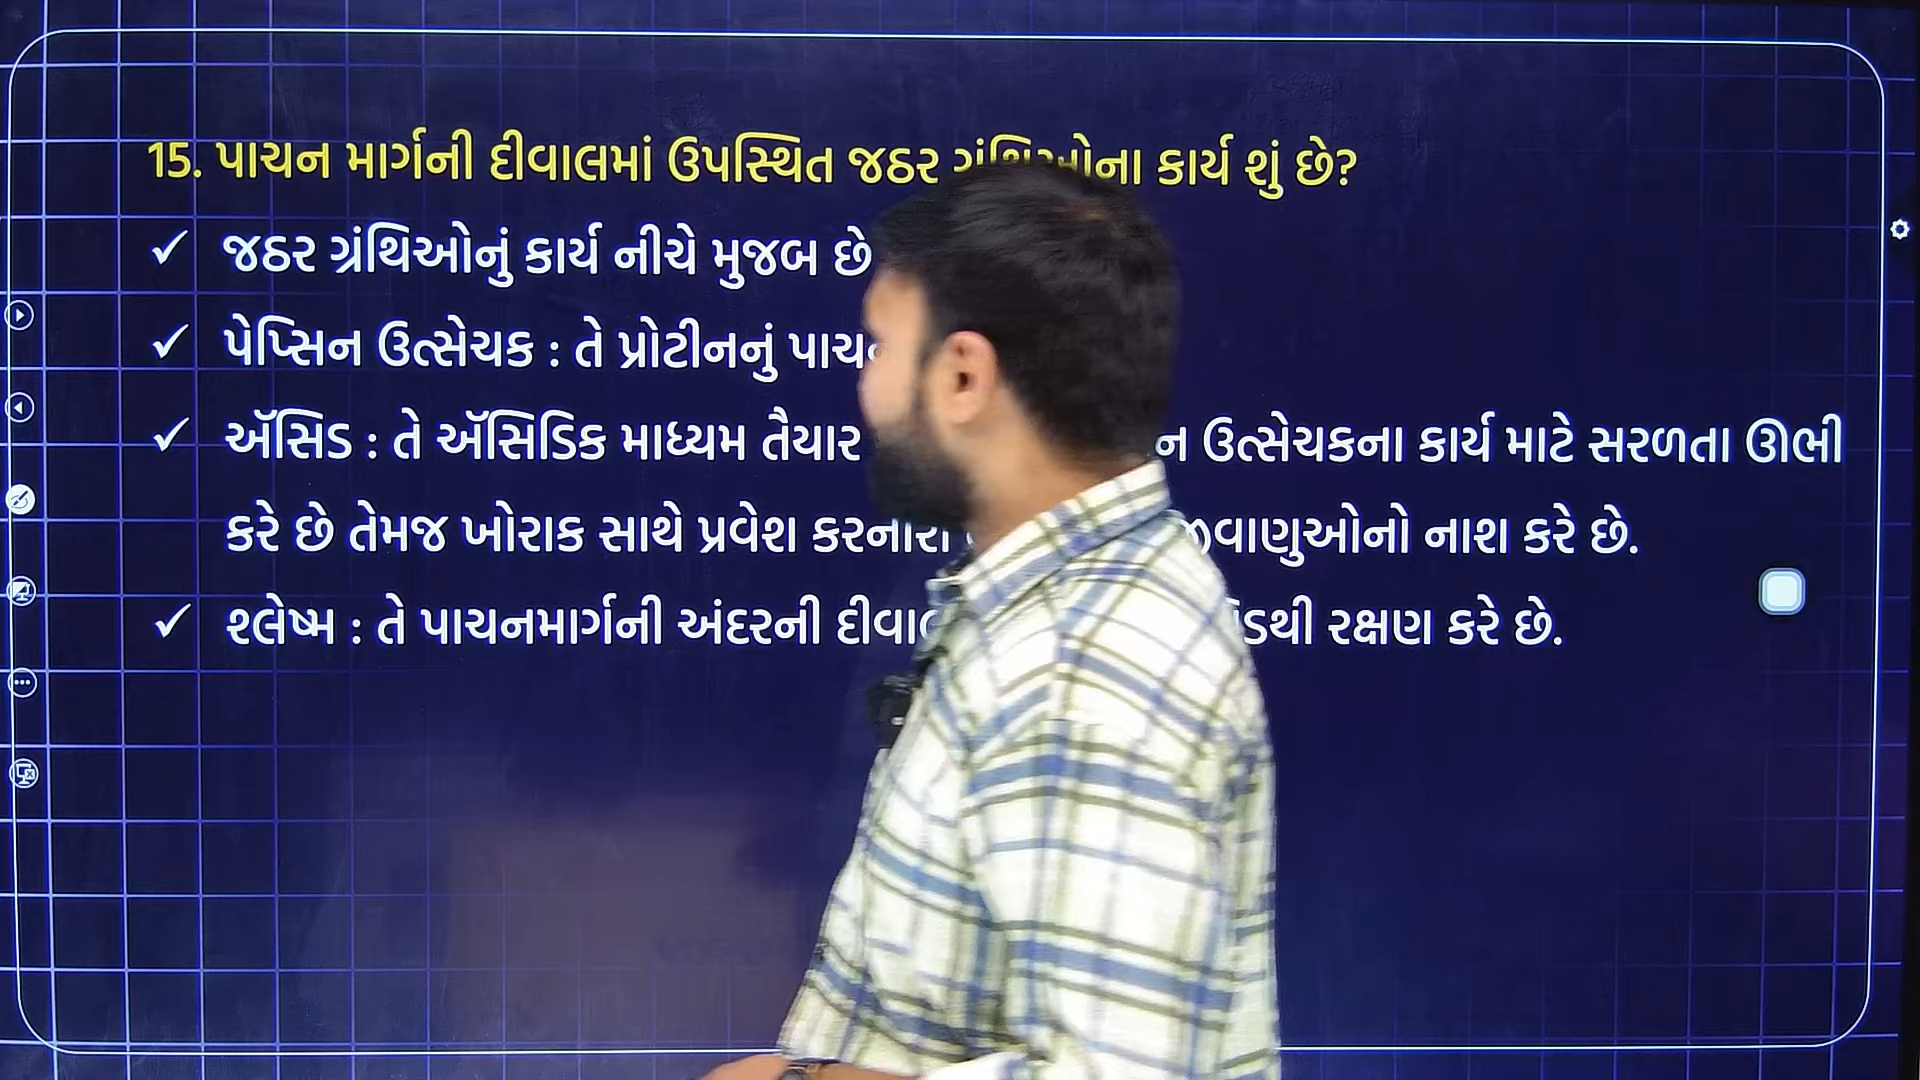 15. પાચન માર્ગની દીવાલમાં ઉપસ્થિત જઠર ગ્રંથિઓના કાર્ય શું છે?
✓ જઠર ગ્રંથિઓનું કાર્ય નીચે મુજબ છે
✓ પેપ્સિન ઉત્સેચક : તે પ્રોટીનનું
✓ ઍસિડ : તે ઍસિડિક માધ્યમ તૈયાર ઉત્સેચકના કાર્ય માટે સરળતા ઊભી
કરે છે તેમજ ખોરાક સાથે પ્રવેશ કરનારા નાશ કરે છે.
✓ શ્લેષ્મ : તે પાચનમાર્ગની અંદરની રક્ષણ કરે છે.